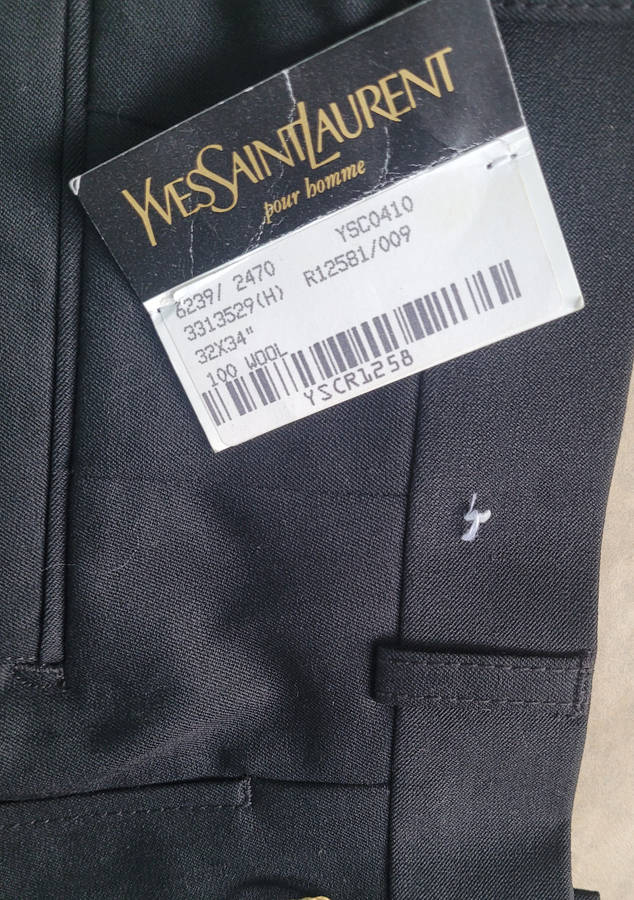 YVESSAINTLAURENT
pour homme
YSC0410
6239/ 2470 R12581/009
3313529(H)
32X34"
100 WOOL
YSCR1258